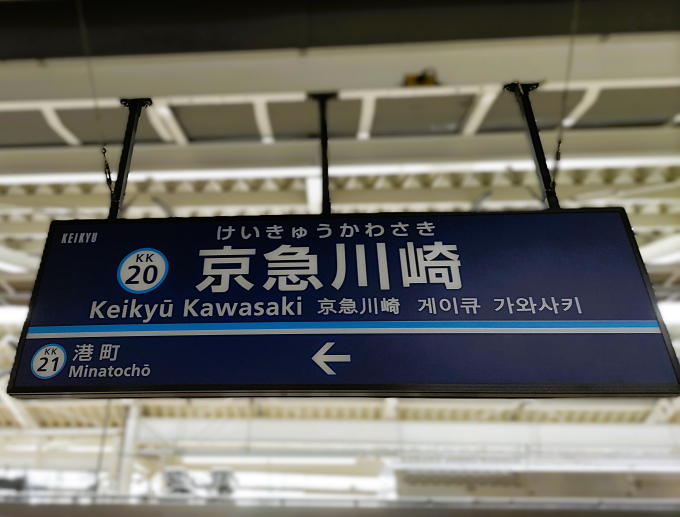 KEIKYU
けいきゅうかわさき
KK 20 京急川崎
Keikyū Kawasaki 京急川崎 게이큐 가와사키
KK 21 港町 ←
Minatochō